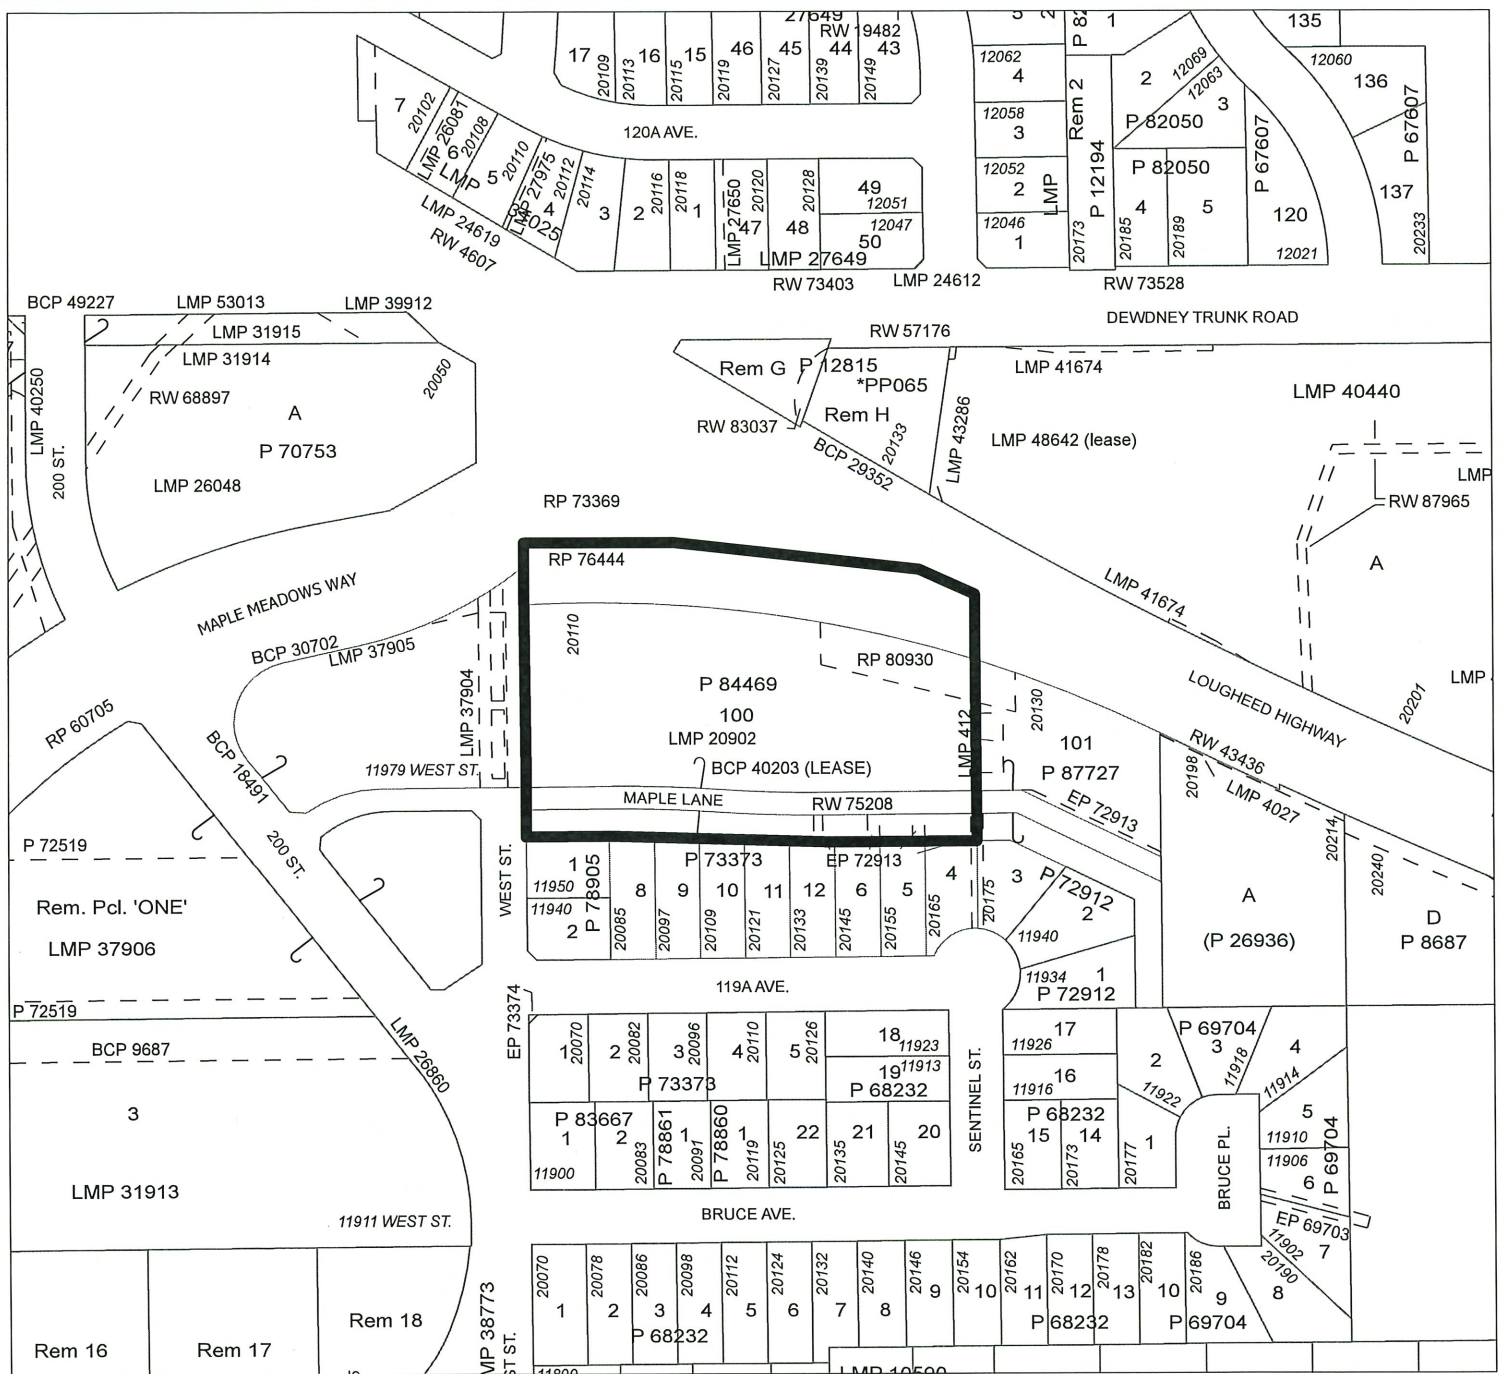 27649
RW 19482
5
2
P 82
1
135
17
20109
20113
16
20115
15
46
20119
45
20127
44
20139
43
20149
12062
4
2
12069
12063
3
12060
136
P 67607
7
20102
LMP 26081
6
20108
LMP
5
20110
LMP 27975
20112
4
34025
20114
3
2
20116
20118
1
120A AVE.
12058
3
Rem 2
P 82050
P 82050
P 67607
LMP 27650
20120
47
20128
48
49
12051
12047
50
LMP 27649
12052
2
LMP
12046
1
P 12194
20173
4
20185
5
20189
120
12021
137
20233
LMP 24619
RW 4607
RW 73403
LMP 24612
RW 73528
DEWDNEY TRUNK ROAD
BCP 49227
LMP 53013
LMP 39912
LMP 31915
LMP 31914
RW 68897
20050
A
P 70753
LMP 26048
LMP 40250
200 ST.
RW 57176
Rem G
P 12815
*PP065
Rem H
20133
RW 83037
BCP 29352
LMP 43286
LMP 41674
LMP 48642 (lease)
LMP 40440
LMP
RW 87965
A
RP 73369
RP 76444
MAPLE MEADOWS WAY
BCP 30702
LMP 37905
LMP 37904
20110
RP 80930
P 84469
100
LMP 20902
BCP 40203 (LEASE)
MAPLE LANE
RW 75208
LMP 412
20130
101
P 87727
EP 72913
LMP 41674
LOUGHEED HIGHWAY
LMP
20201
RW 43436
20198
LMP 4027
20214
20240
RP 60705
BCP 18491
11979 WEST ST.
200 ST.
P 72519
Rem. Pcl. 'ONE'
LMP 37906
P 72519
BCP 9687
3
LMP 31913
LMP 26860
11911 WEST ST.
WEST ST.
1
11950
11940
2
P 78905
P 73373
EP 72913
8
20085
9
20097
10
20109
11
20121
12
20133
6
20145
5
20155
4
20165
20175
3
P 72912
2
11940
11934
1
P 72912
A
(P 26936)
D
P 8687
119A AVE.
EP 73374
1
20070
2
20082
3
20096
4
20110
5
20126
P 73373
18
11923
19
11913
P 68232
P 83667
1
11900
2
20083
P 78861
1
20091
P 78860
1
20119
22
20125
21
20135
20
20145
SENTINEL ST.
17
11926
16
11916
P 68232
15
20165
14
20173
1
20177
2
11922
P 69704
3
11918
4
11914
5
11910
11906
6
P 69704
EP 69703
7
11902
20190
8
BRUCE PL.
BRUCE AVE.
20070
1
20078
2
20086
3
20098
4
P 68232
20112
5
20124
6
20132
7
20140
8
20146
9
20154
10
20162
11
20170
12
20178
13
P 68232
20182
10
20186
9
P 69704
Rem 16
Rem 17
Rem 18
MP 38773
ST ST.
11800
LMP 10590